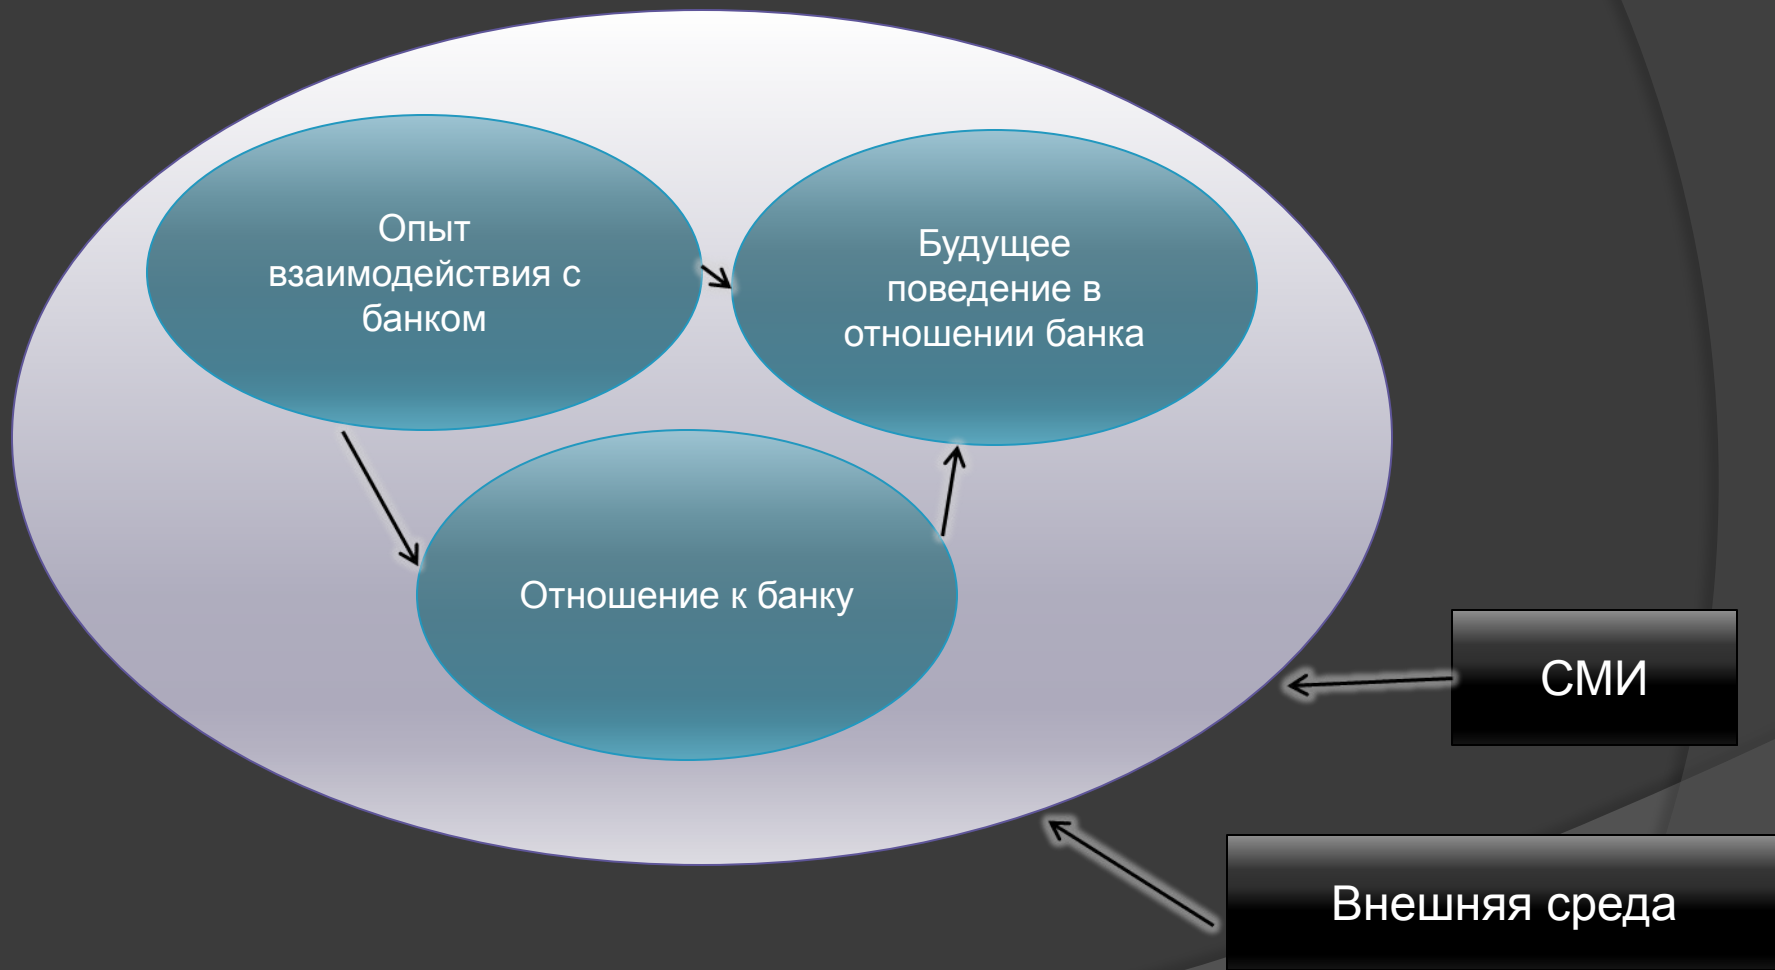 Опыт
взаимодействия с
банком
Будущее
поведение в
отношении банка
Отношение к банку
СМИ
Внешняя среда